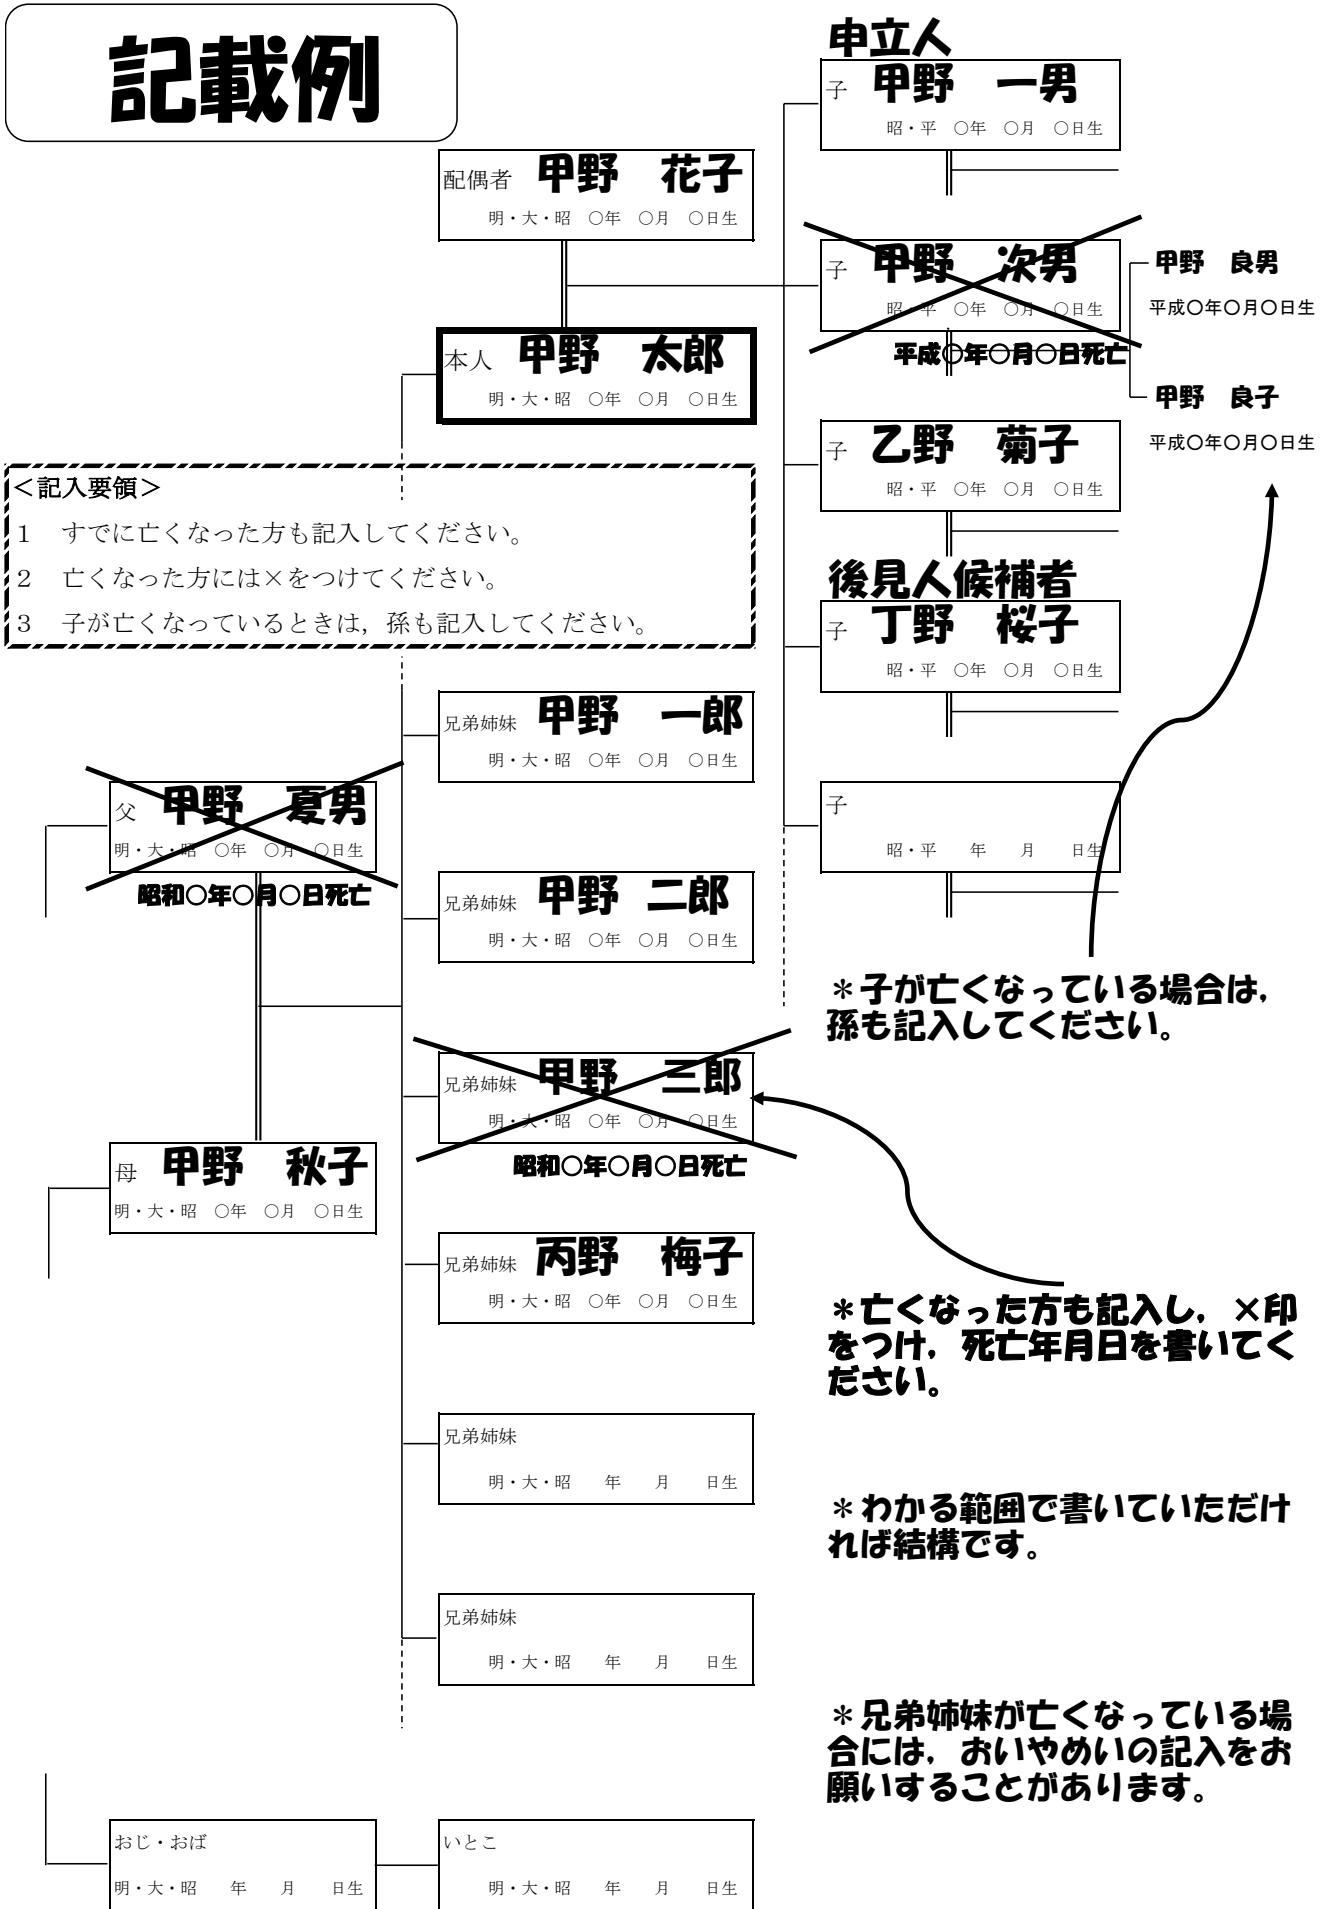 記載例
申立人
子 甲野 一男
昭・平 ○年 ○月 ○日生
配偶者 甲野 花子
明・大・昭 ○年 ○月 ○日生
子 甲野 次男
昭・平 ○年 ○月 ○日生
平成○年○月○日死亡
甲野 良男
平成○年○月○日生
甲野 良子
平成○年○月○日生
本人 甲野 太郎
明・大・昭 ○年 ○月 ○日生
子 乙野 菊子
昭・平 ○年 ○月 ○日生
<記入要領>
1 すでに亡くなった方も記入してください。
2 亡くなった方には×をつけてください。
3 子が亡くなっているときは,孫も記入してください。
後見人候補者
子 丁野 桜子
昭・平 ○年 ○月 ○日生
兄弟姉妹 甲野 一郎
明・大・昭 ○年 ○月 ○日生
父 甲野 夏男
明・大・昭 ○年 ○月 ○日生
昭和○年○月○日死亡
子
昭・平 年 月 日生
兄弟姉妹 甲野 二郎
明・大・昭 ○年 ○月 ○日生
*子が亡くなっている場合は,
孫も記入してください。
兄弟姉妹 甲野 三郎
明・大・昭 ○年 ○月 ○日生
昭和○年○月○日死亡
母 甲野 秋子
明・大・昭 ○年 ○月 ○日生
兄弟姉妹 丙野 梅子
明・大・昭 ○年 ○月 ○日生
*亡くなった方も記入し,×印
をつけ,死亡年月日を書いてく
ださい。
兄弟姉妹
明・大・昭 年 月 日生
*わかる範囲で書いていただけ
れば結構です。
兄弟姉妹
明・大・昭 年 月 日生
*兄弟姉妹が亡くなっている場
合には,おいやめいの記入をお
願いすることがあります。
おじ・おば
明・大・昭 年 月 日生
いとこ
明・大・昭 年 月 日生